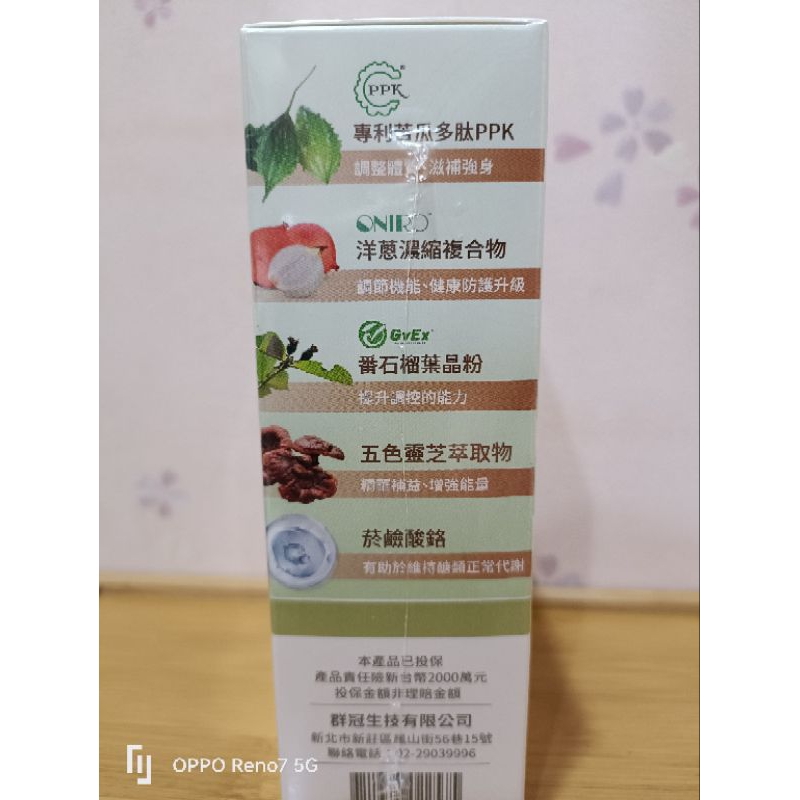 PPK
專利苦瓜多肽PPK
調整體質、滋補強身
ONIRO™
洋蔥濃縮複合物
調節機能、健康防護升級
GvEx
番石榴葉晶粉
提升調控的能力
五色靈芝萃取物
精華補益、增強能量
菸鹼酸鉻
有助於維持醣類正常代謝
本產品已投保
產品責任險新台幣2000萬元
投保金額非理賠金額
群冠生技有限公司
新北市新莊區鳳山街56巷15號
聯絡電話：02-29039996
OPPO Reno7 5G